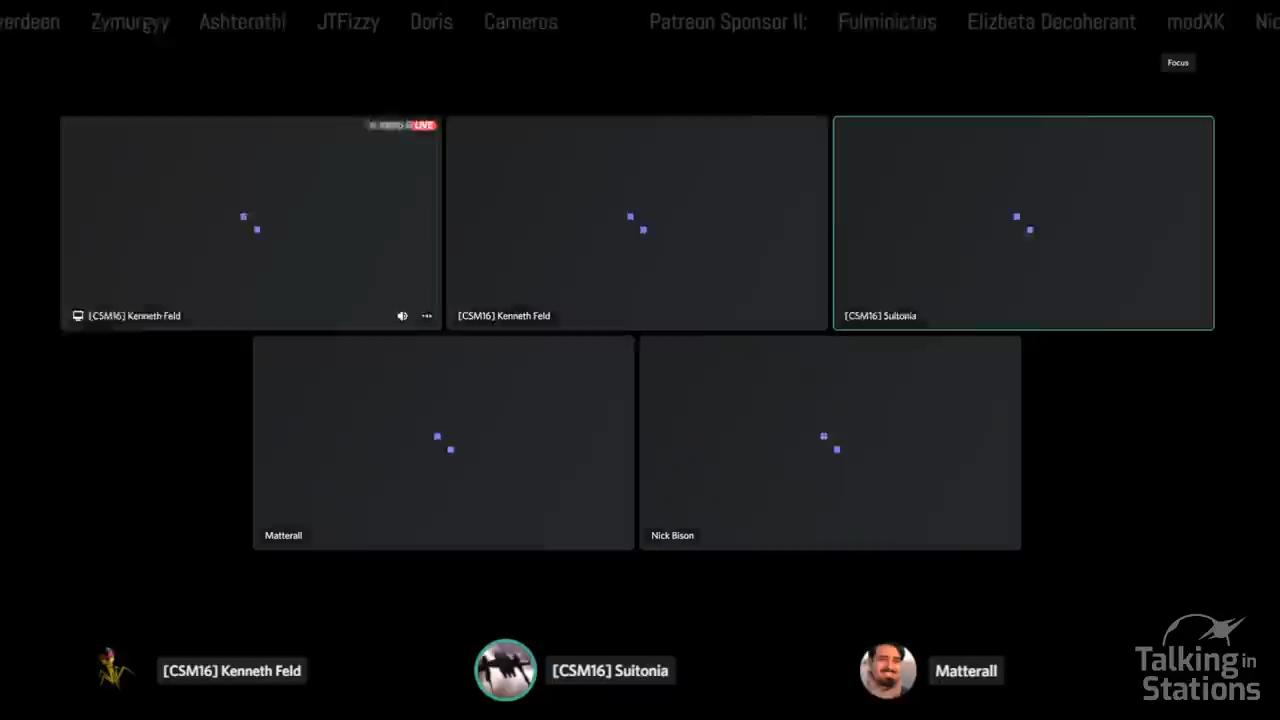 Zymurgyy Ashterothi JTFizzy Doris Cameros Patreon Sponsor II: Fulminictus Elizbeta Decoherant modXK
Focus
LIVE
[CSM16] Kenneth Feld
[CSM16] Kenneth Feld
[CSM16] Suitonia
Matterall
Nick Bison
[CSM16] Kenneth Feld
[CSM16] Suitonia
Matterall
Talking in
Stations